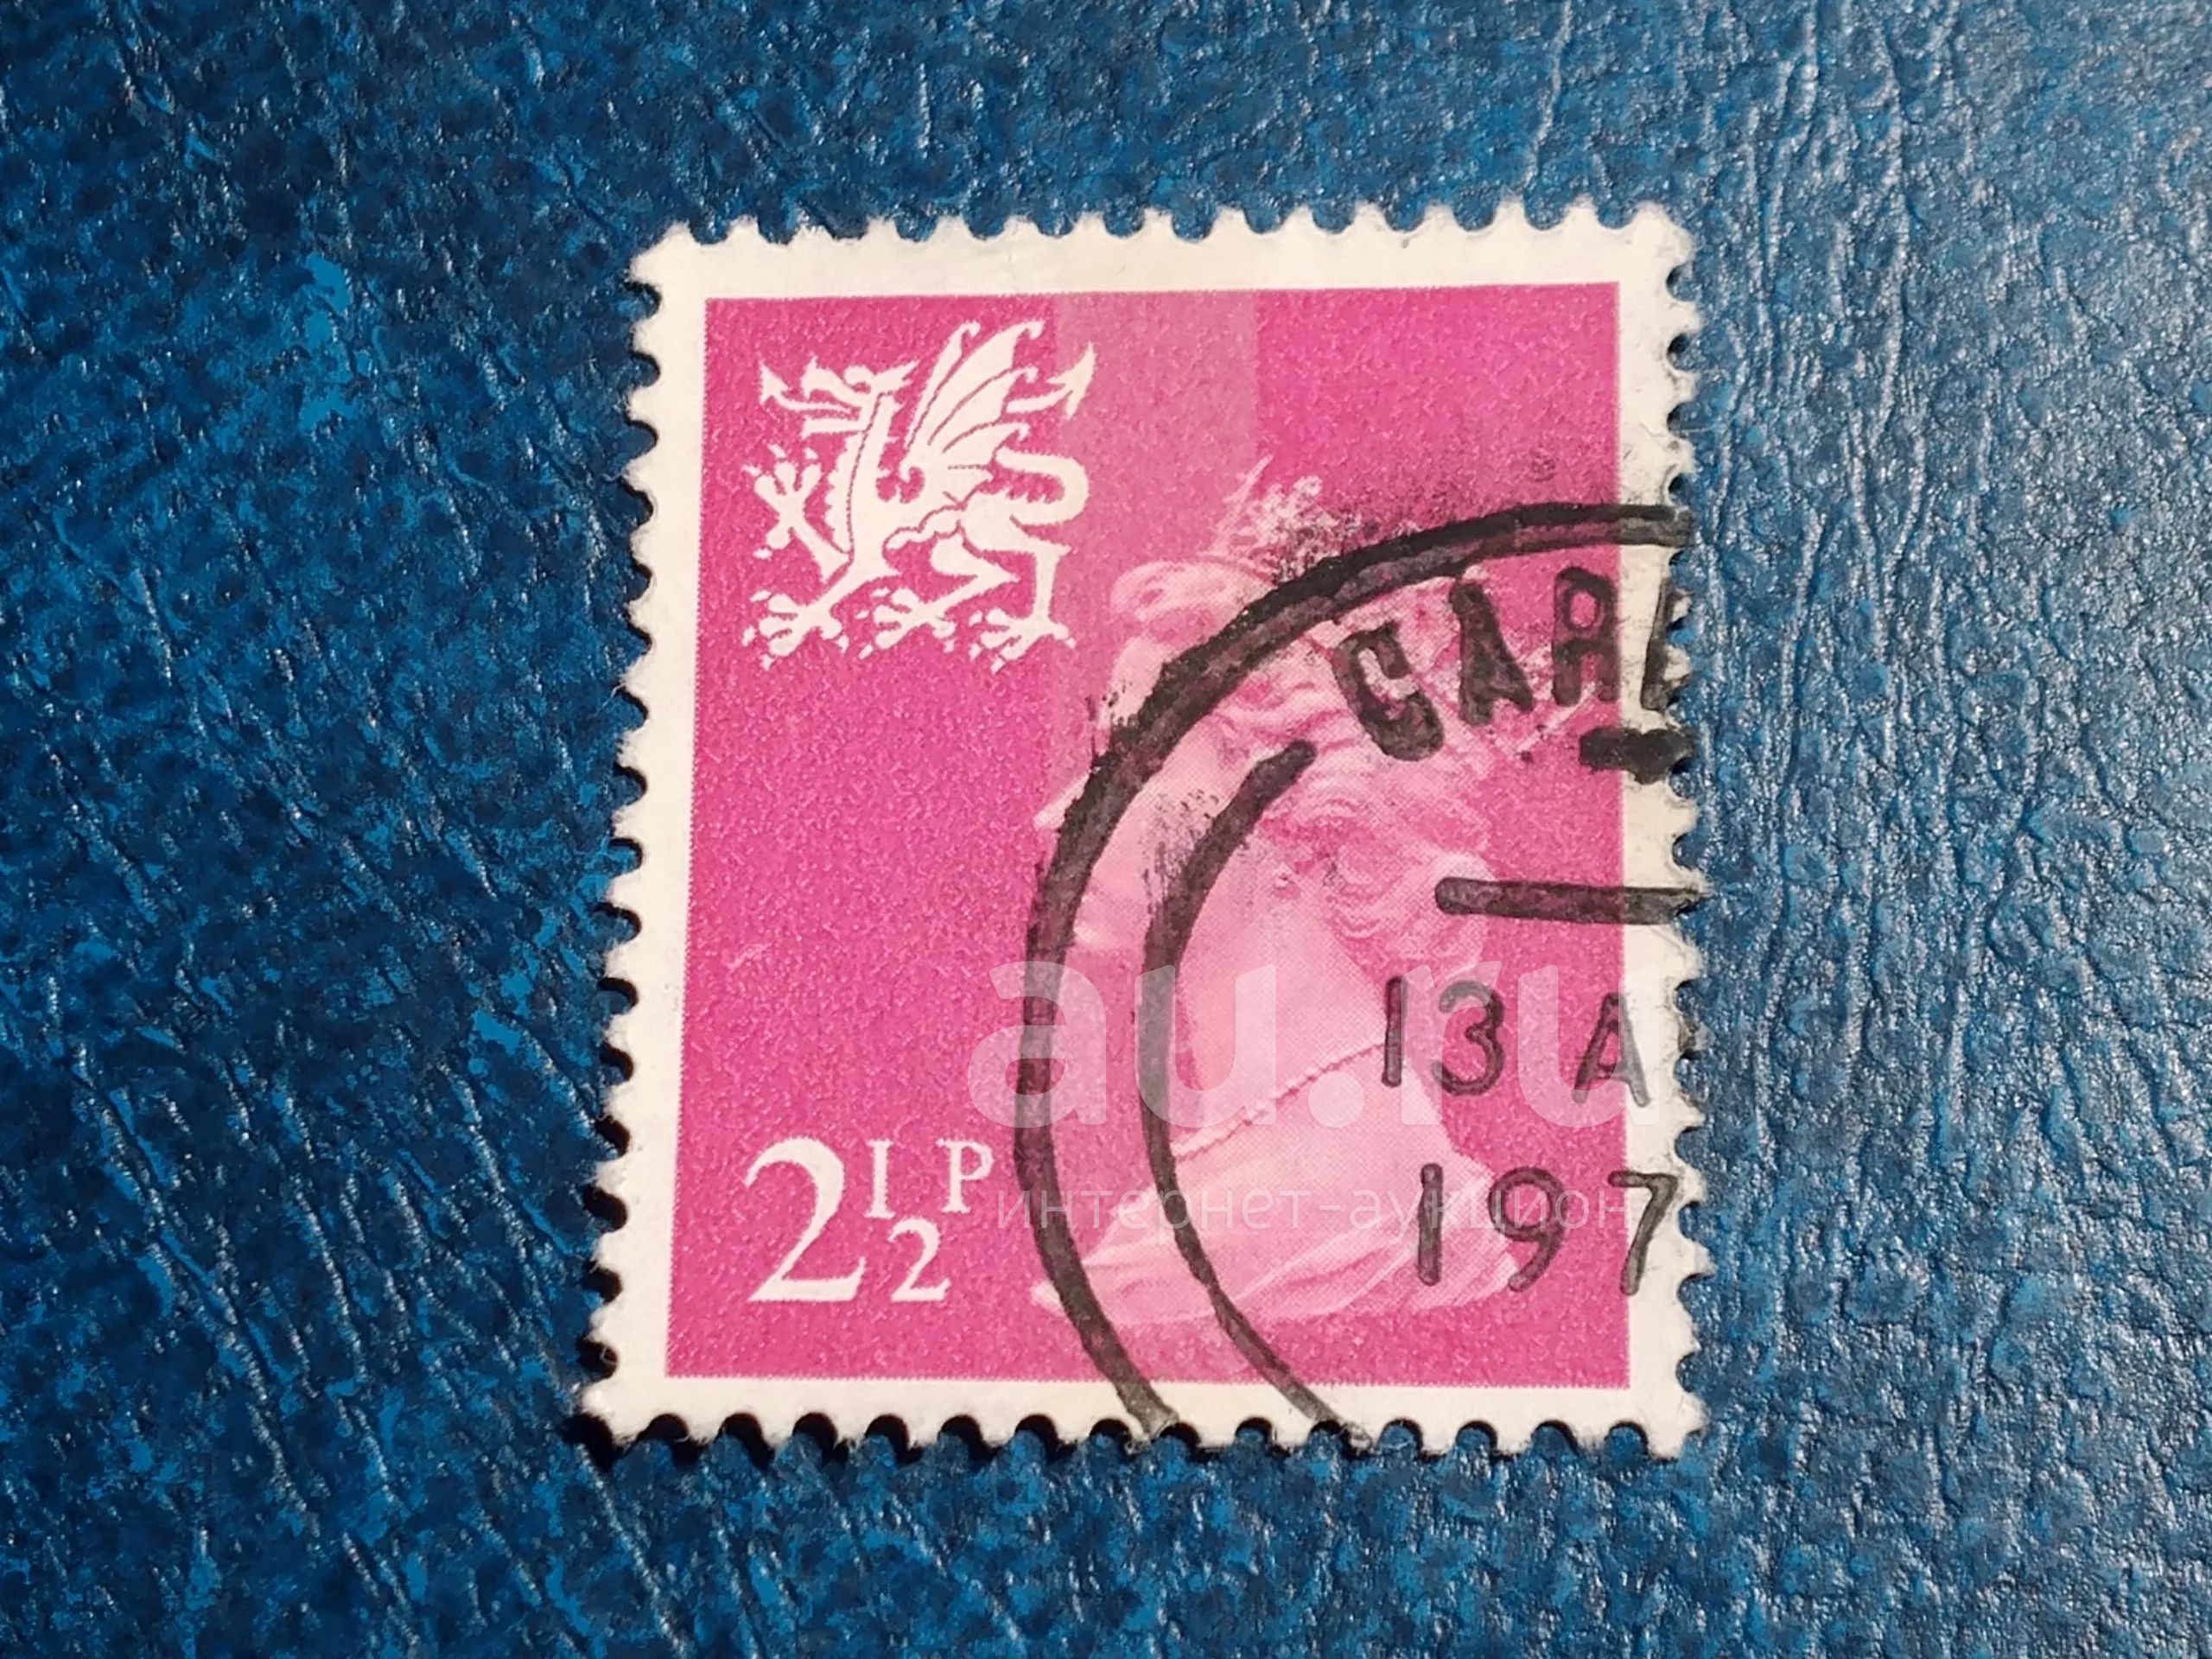 CAR
13 A
197
2½P
au.ru
интернет-аукцион